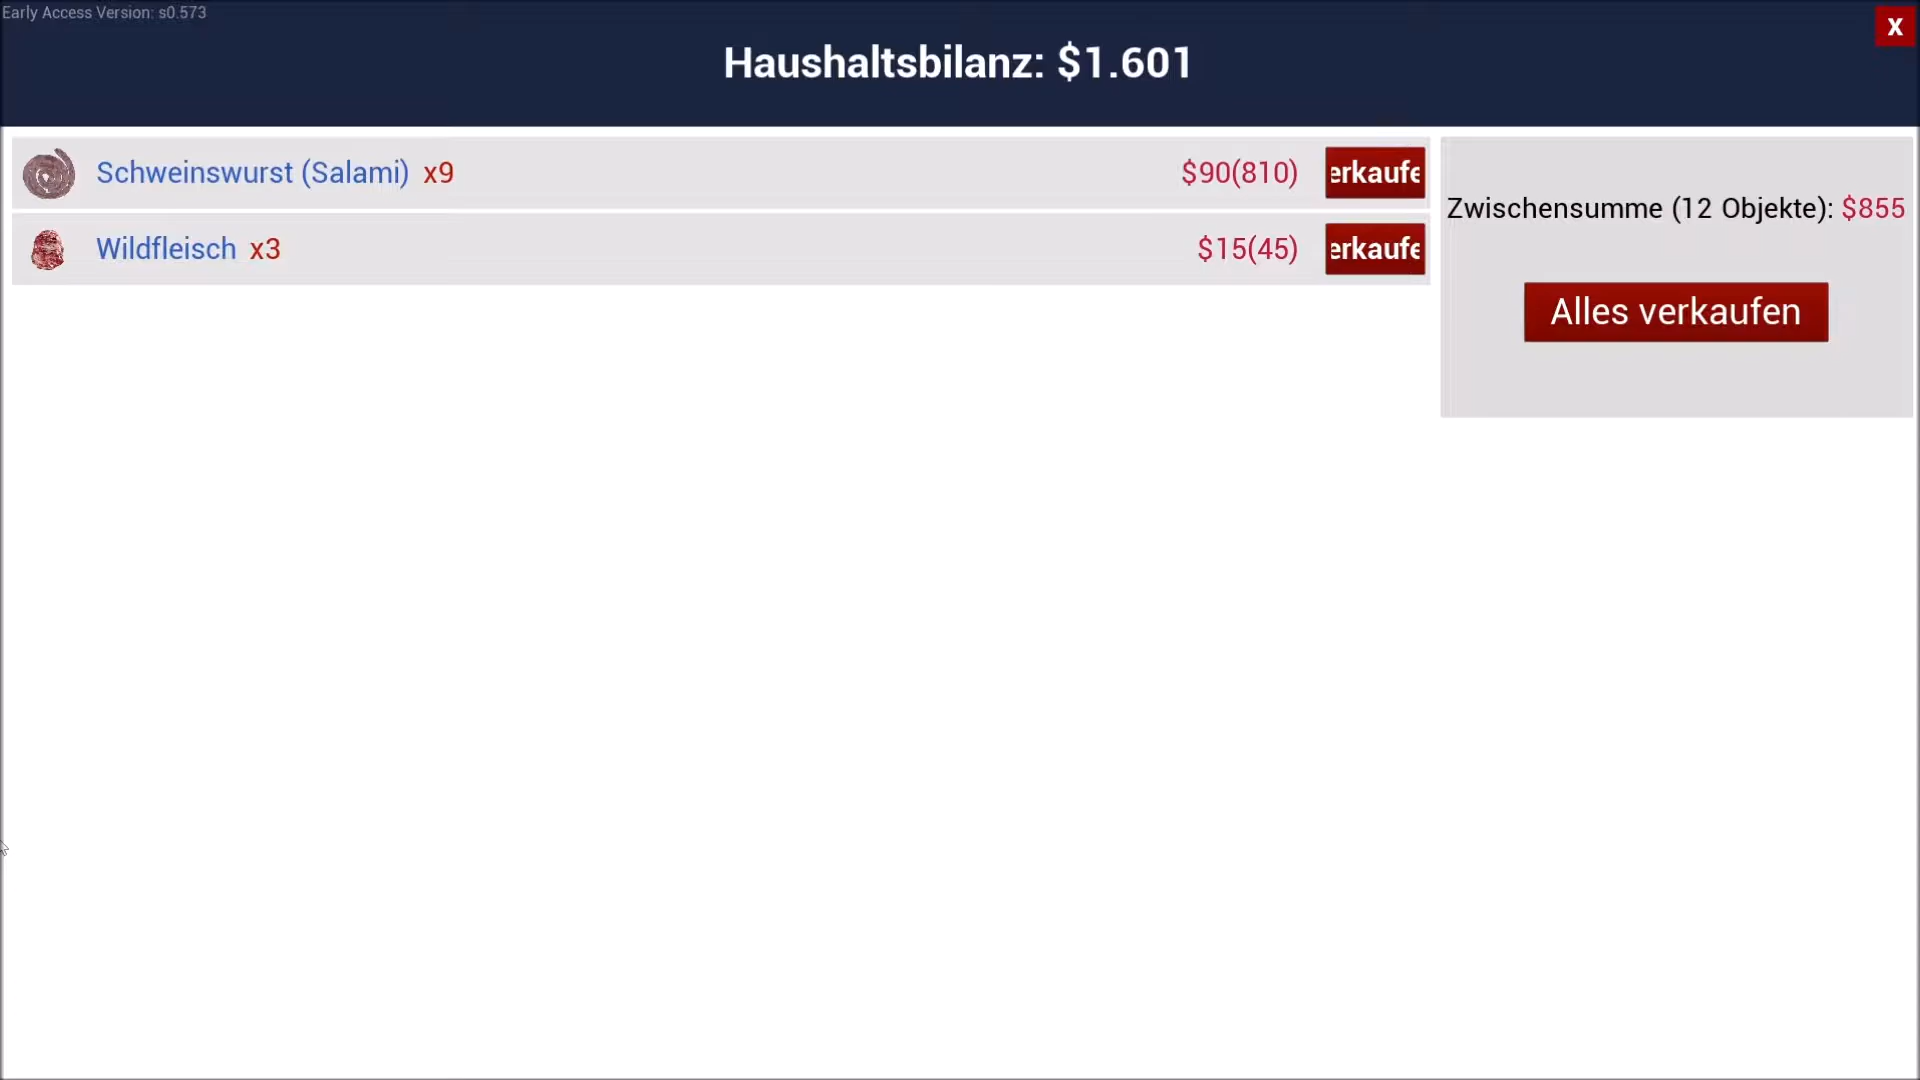 Early Access Version: s0.573
X
Haushaltsbilanz: $1.601
Schweinswurst (Salami) x9 $90(810) erkaufe
Wildfleisch x3 $15(45) erkaufe
Zwischensumme (12 Objekte): $855
Alles verkaufen